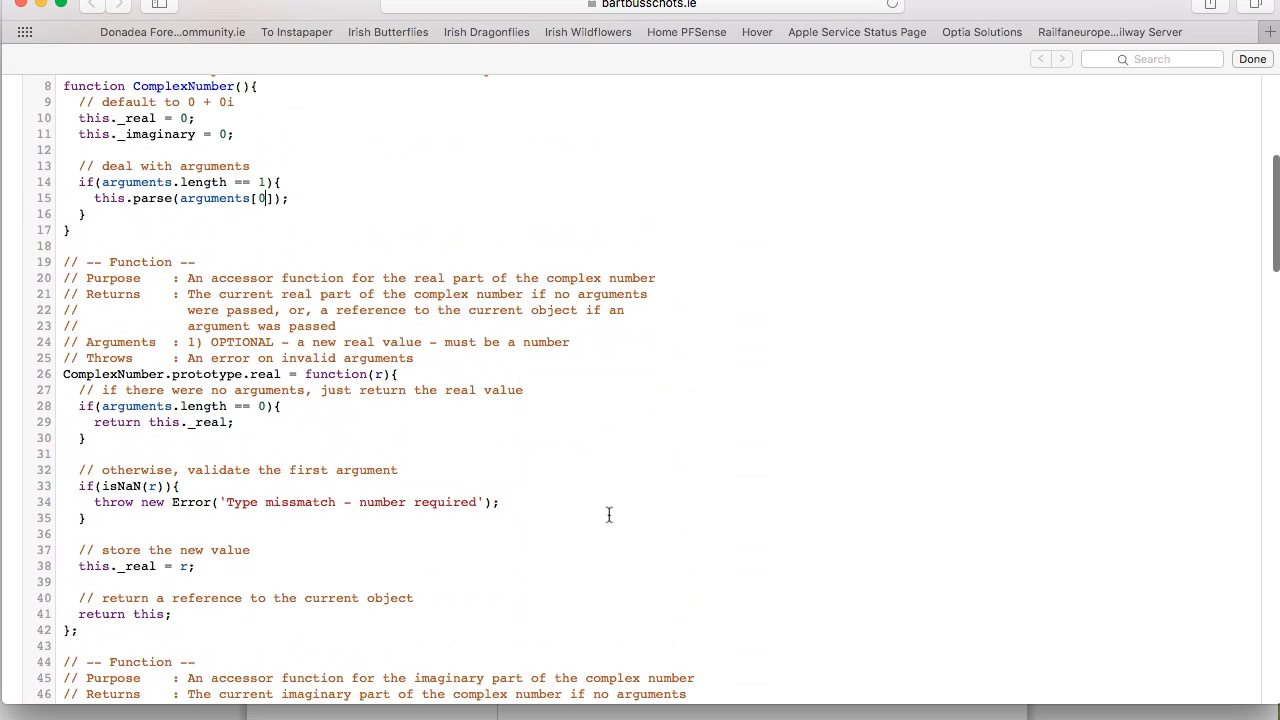 bartbusschots.ie
Donadea Fore...ommunity.ie To Instapaper Irish Butterflies Irish Dragonflies Irish Wildflowers Home PFSense Hover Apple Service Status Page Optia Solutions Railfaneurope...ilway Server
Search Done
8 function ComplexNumber(){
9 // default to 0 + 0i
10 this._real = 0;
11 this._imaginary = 0;
12
13 // deal with arguments
14 if(arguments.length == 1){
15 this.parse(arguments[0]);
16 }
17 }
18
19 // -- Function --
20 // Purpose : An accessor function for the real part of the complex number
21 // Returns : The current real part of the complex number if no arguments
22 // were passed, or, a reference to the current object if an
23 // argument was passed
24 // Arguments : 1) OPTIONAL - a new real value - must be a number
25 // Throws : An error on invalid arguments
26 ComplexNumber.prototype.real = function(r){
27 // if there were no arguments, just return the real value
28 if(arguments.length == 0){
29 return this._real;
30 }
31
32 // otherwise, validate the first argument
33 if(isNaN(r)){
34 throw new Error('Type missmatch - number required');
35 }
36
37 // store the new value
38 this._real = r;
39
40 // return a reference to the current object
41 return this;
42 };
43
44 // -- Function --
45 // Purpose : An accessor function for the imaginary part of the complex number
46 // Returns : The current imaginary part of the complex number if no arguments